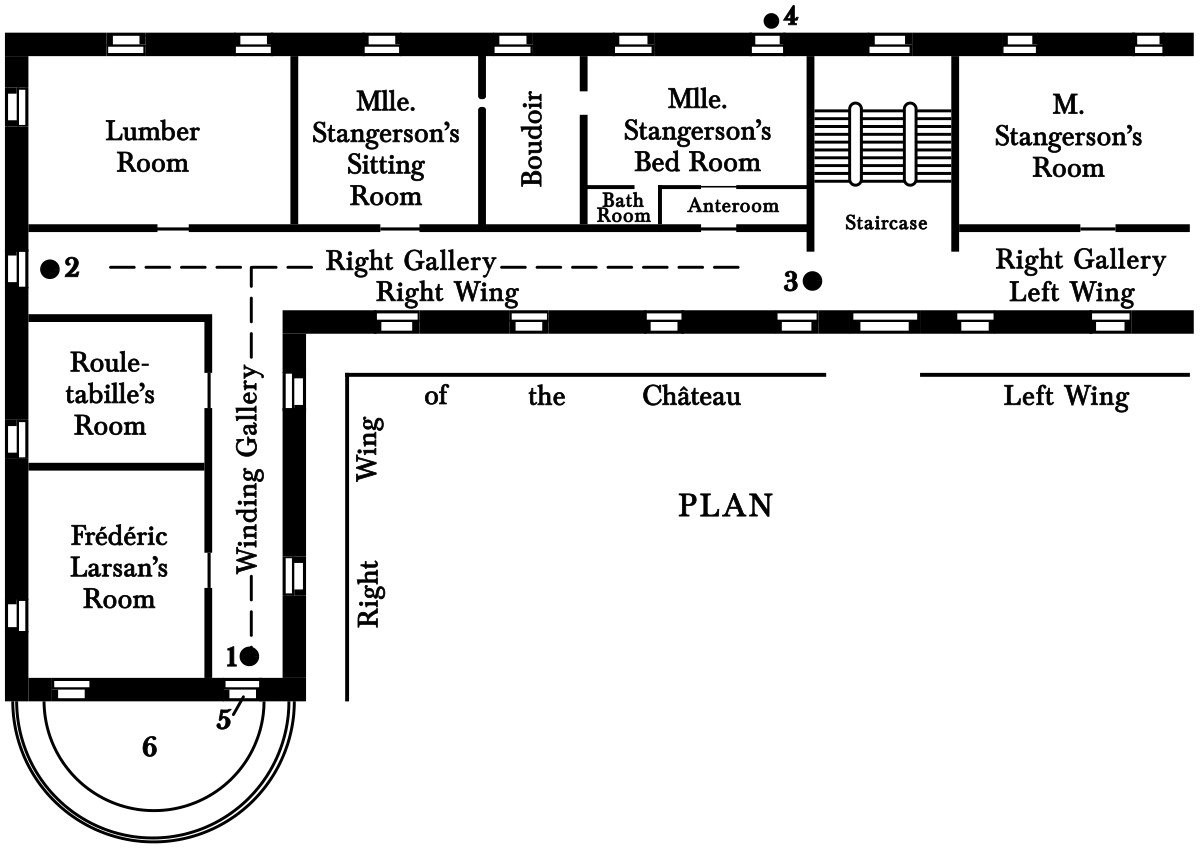 4
Lumber
Room
Mlle.
Stangerson’s
Sitting
Room
Boudoir
Mlle.
Stangerson’s
Bed Room
Bath
Room
Anteroom
Staircase
M.
Stangerson’s
Room
2
Right Gallery
Right Wing
3
Right Gallery
Left Wing
Roule-
tabille’s
Room
Winding Gallery
Frédéric
Larsan’s
Room
1
5
6
Right Wing of the Château
Left Wing
PLAN